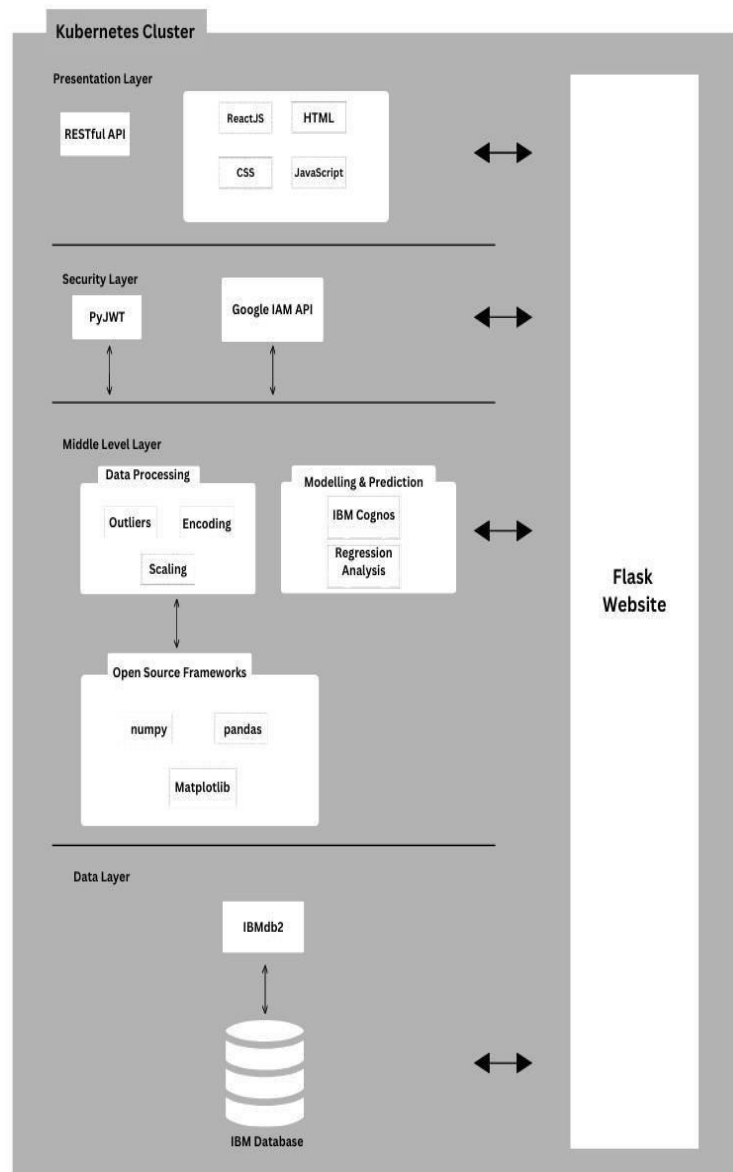 Kubernetes Cluster
Presentation Layer
RESTful API
ReactJS
HTML
CSS
JavaScript
Security Layer
PyJWT
Google IAM API
Middle Level Layer
Data Processing
Outliers
Encoding
Scaling
Modelling & Prediction
IBM Cognos
Regression
Analysis
Flask
Website
Open Source Frameworks
numpy
pandas
Matplotlib
Data Layer
IBMdb2
IBM Database